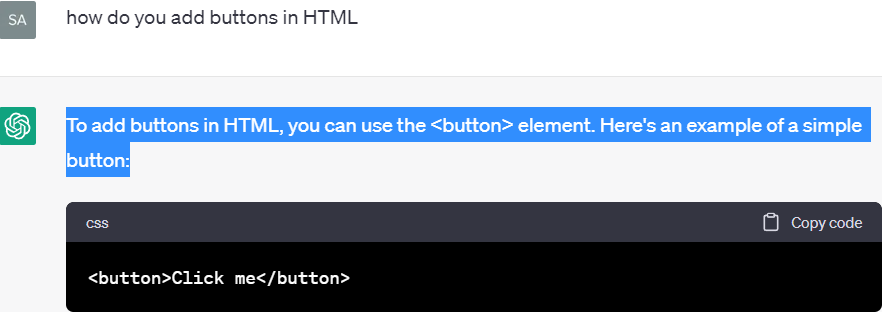 SA
how do you add buttons in HTML
To add buttons in HTML, you can use the <button> element. Here's an example of a simple
button:
css
Copy code
<button>Click me</button>